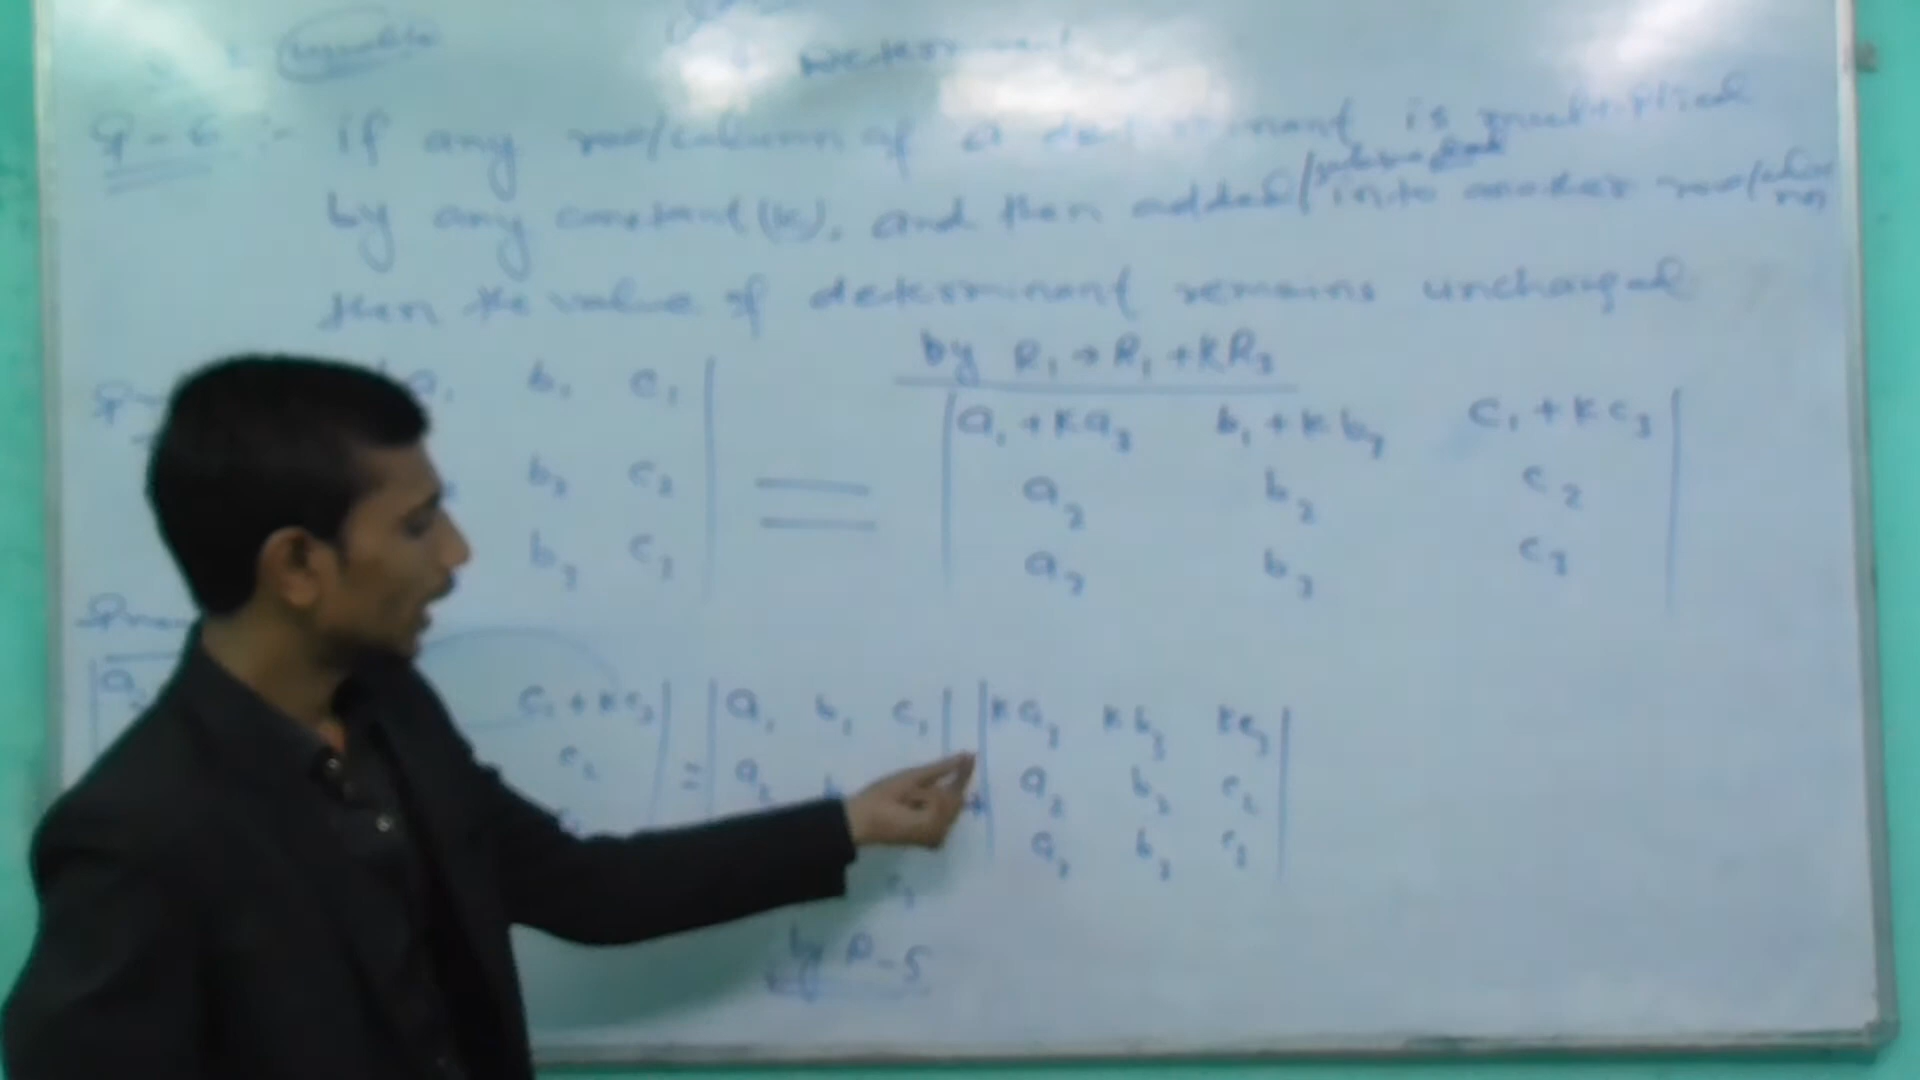 Determinant
P-6 :- if any row/column of a determinant is multiplied
by any constant (k), and then added/subtracted into another row/column
then the value of determinant remains unchanged
by R₁ → R₁ + KR₃
a₁ b₁ c₁ | = | a₁ + Ka₃ b₁ + Kb₃ c₁ + Kc₃ |
b₂ c₂ | a₂ b₂ c₂ |
b₃ c₃ | a₃ b₃ c₃ |
| a₁ c₁ + Kc₃ | = | a₁ b₁ c₁ | + | Ka₃ Kb₃ Kc₃ |
c₂ a₂ b a₂ b₂ c₂
c₃ a₃ b₃ c₃
by P-5